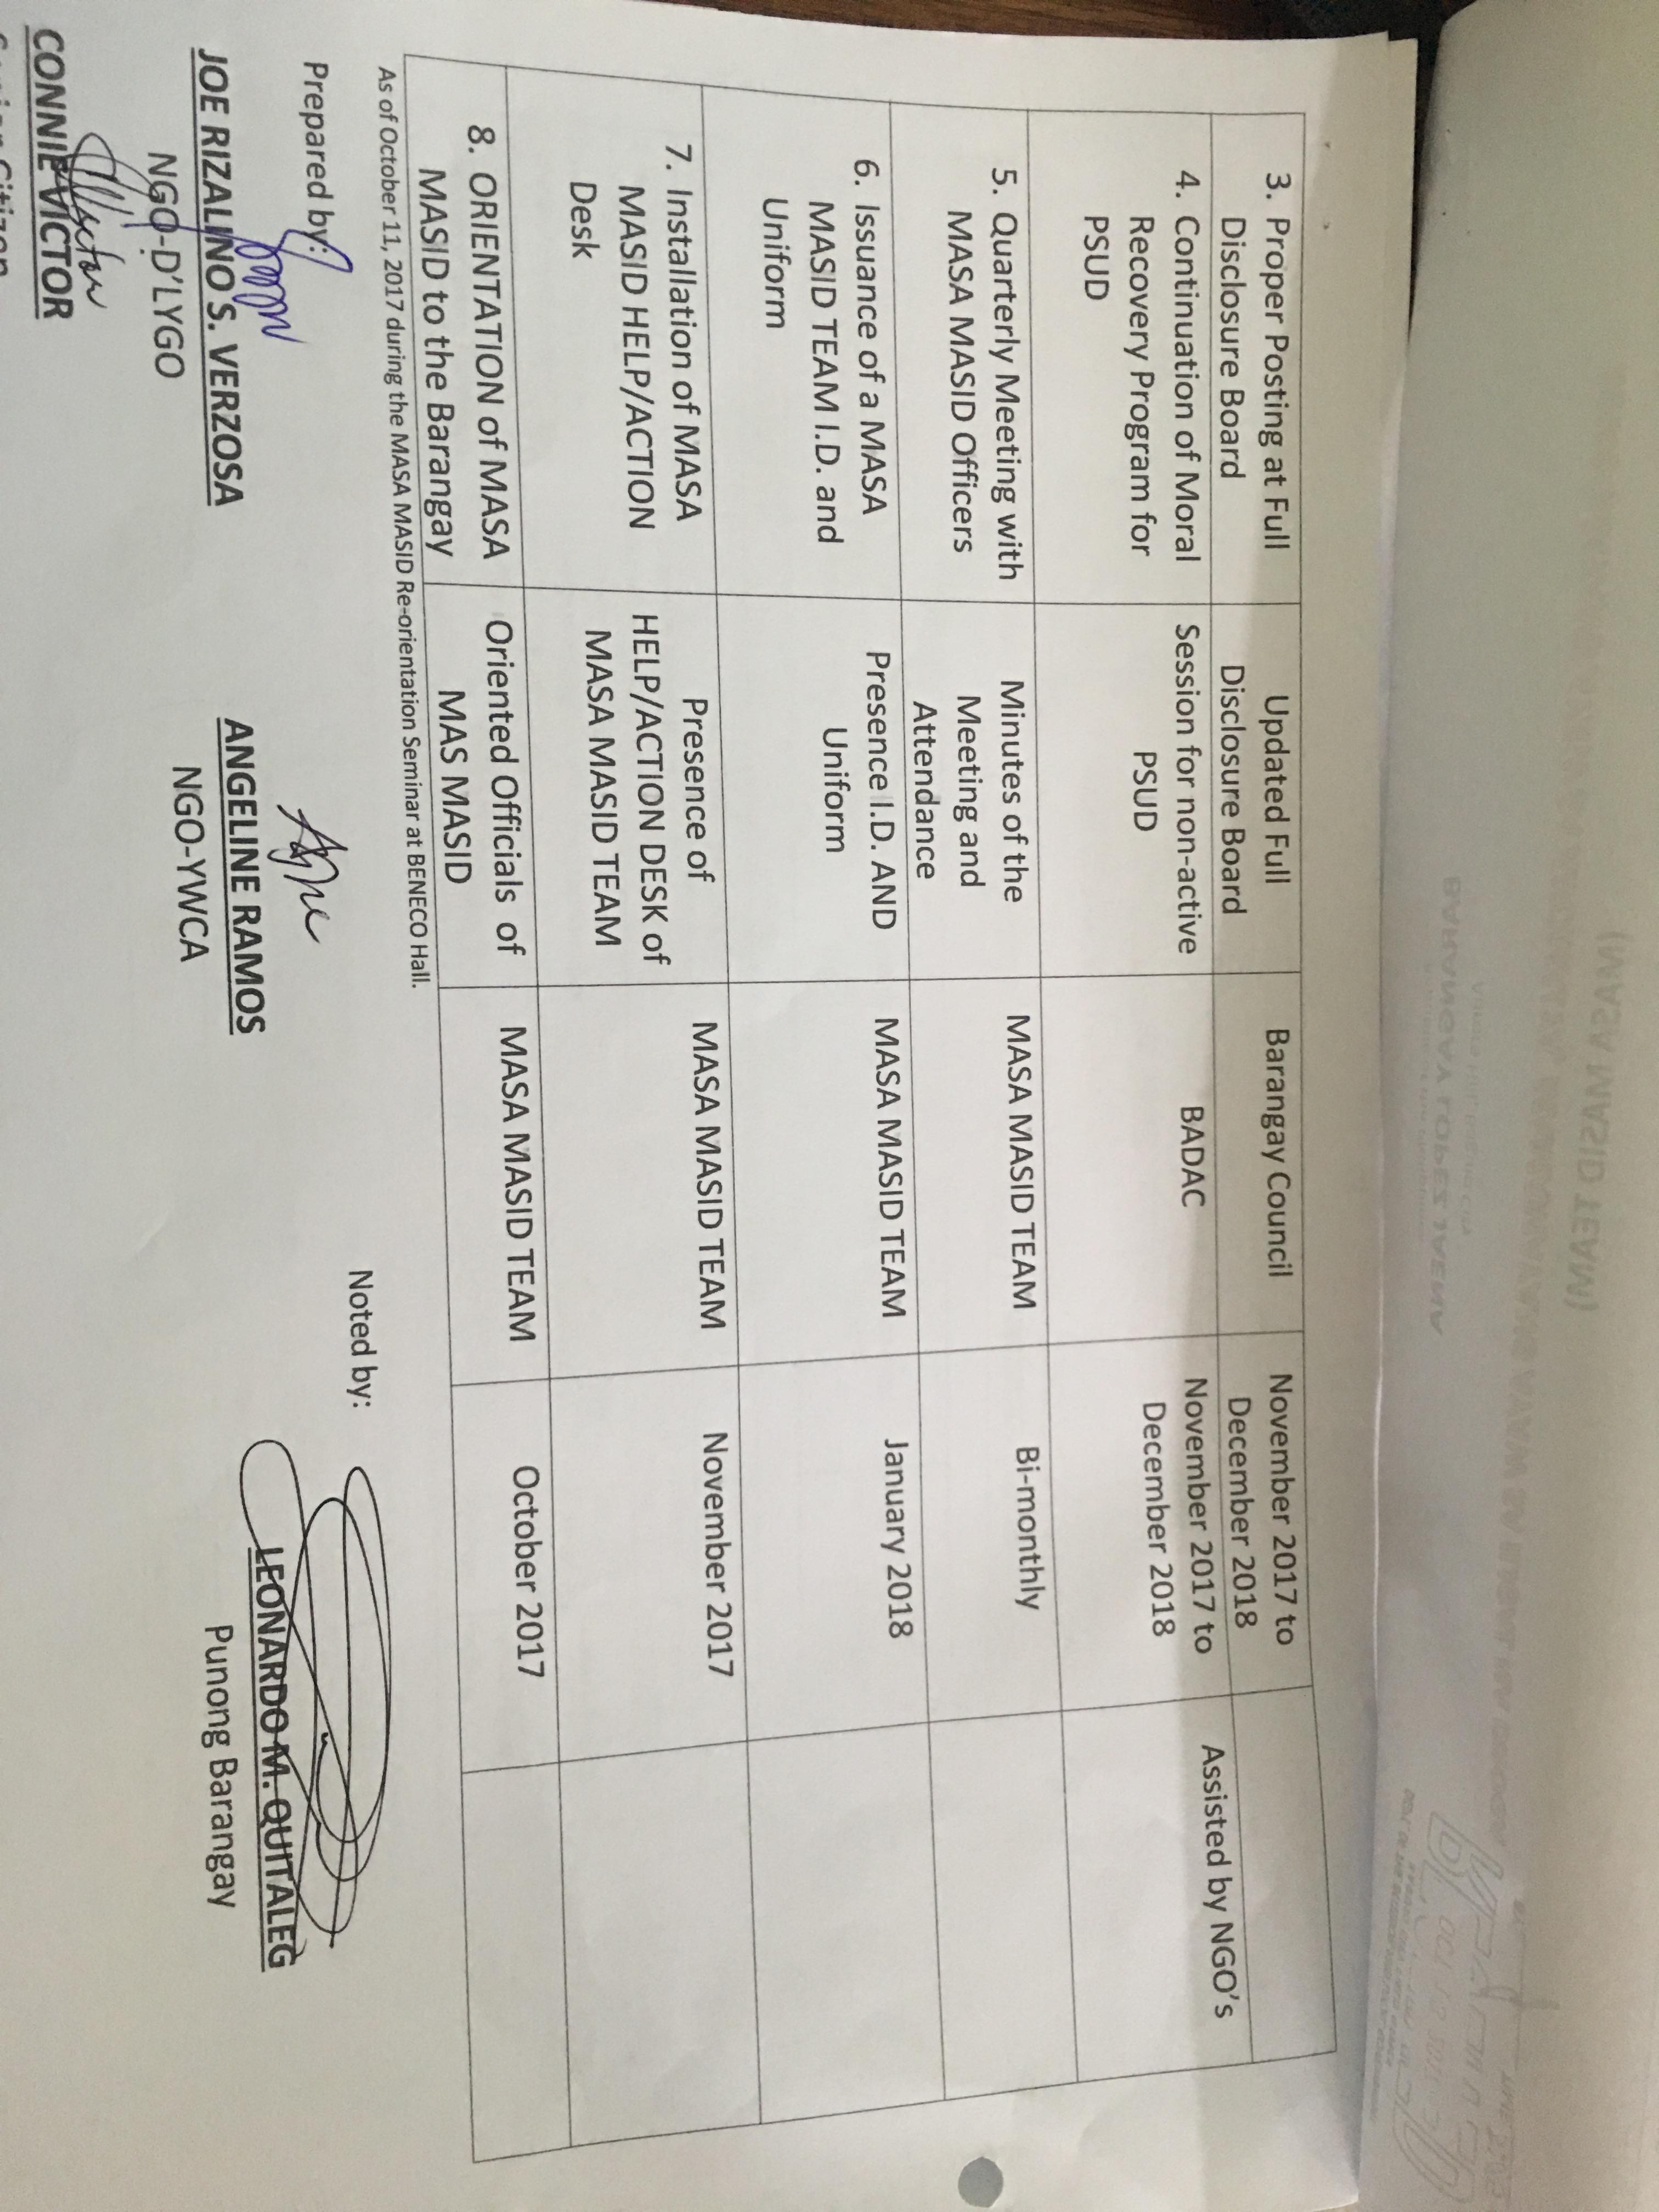 3. Proper Posting at Full
Disclosure Board
Updated Full
Disclosure Board
Barangay Council
November 2017 to
December 2018
4. Continuation of Moral
Recovery Program for
PSUD
Session for non-active
PSUD
BADAC
November 2017 to
December 2018
Assisted by NGO's
5. Quarterly Meeting with
MASA MASID Officers
Minutes of the
Meeting and
Attendance
MASA MASID TEAM
Bi-monthly
6. Issuance of a MASA
MASID TEAM I.D. and
Uniform
Presence I.D. AND
Uniform
MASA MASID TEAM
January 2018
7. Installation of MASA
MASID HELP/ACTION
Desk
Presence of
HELP/ACTION DESK of
MASA MASID TEAM
MASA MASID TEAM
November 2017
8. ORIENTATION of MASA
MASID to the Barangay
Oriented Officials of
MAS MASID
MASA MASID TEAM
October 2017
As of October 11, 2017 during the MASA MASID Re-orientation Seminar at BENECO Hall.
Prepared by:
Noted by:
JOE RIZALINO S. VERZOSA
NGO-D'LYGO
ANGELINE RAMOS
NGO-YWCA
LEONARDO M. QUITALEG
Punong Barangay
CONNIE VICTOR